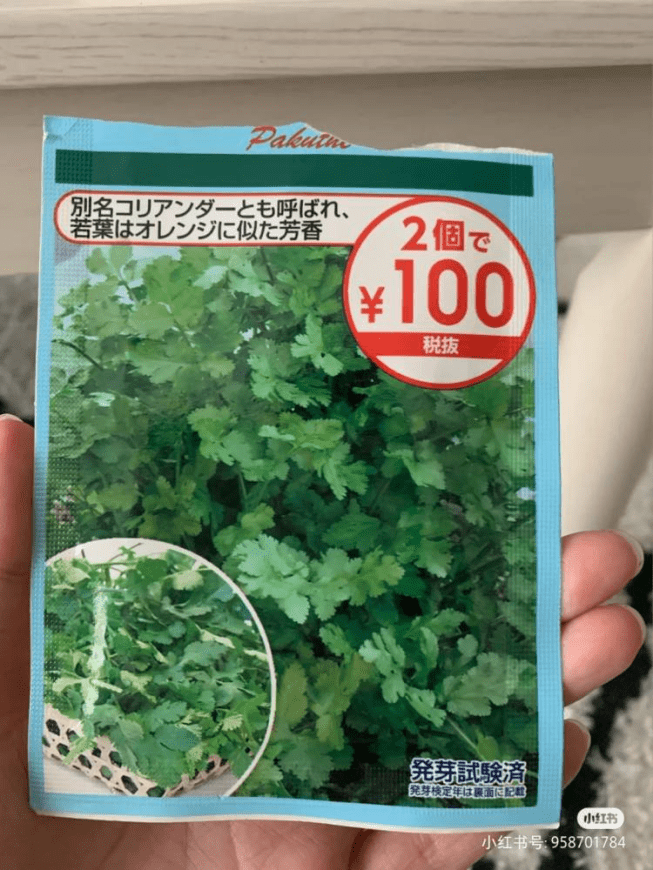 Pakuchi
別名コリアンダーとも呼ばれ、
若葉はオレンジに似た芳香
2個で
¥100
税抜
発芽試験済
発芽検定年は裏面に記載
小红书
小红书号: 958701784